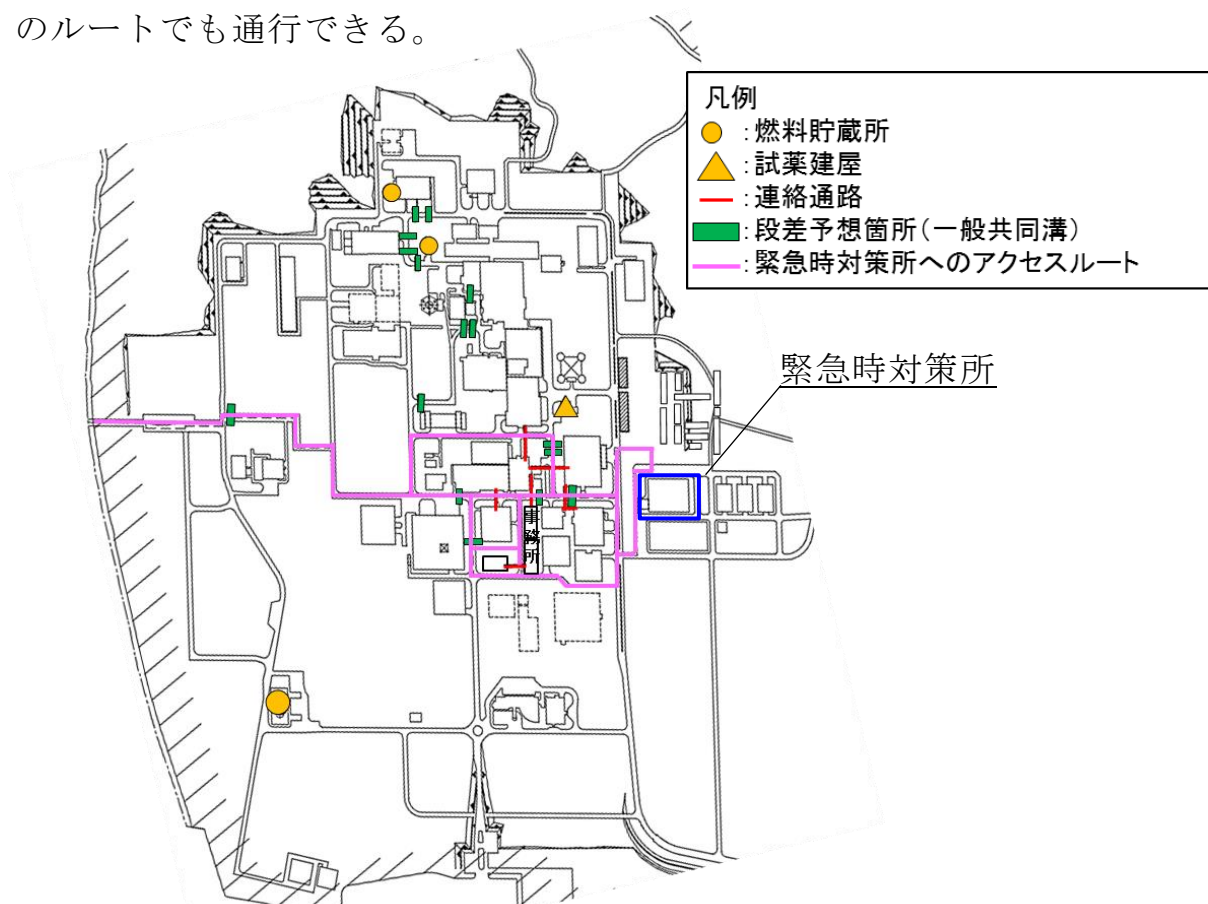 のルートでも通行できる。
凡例
：燃料貯蔵所
：試薬建屋
：連絡通路
：段差予想箇所（一般共同溝）
：緊急時対策所へのアクセスルート
緊急時対策所
事務所